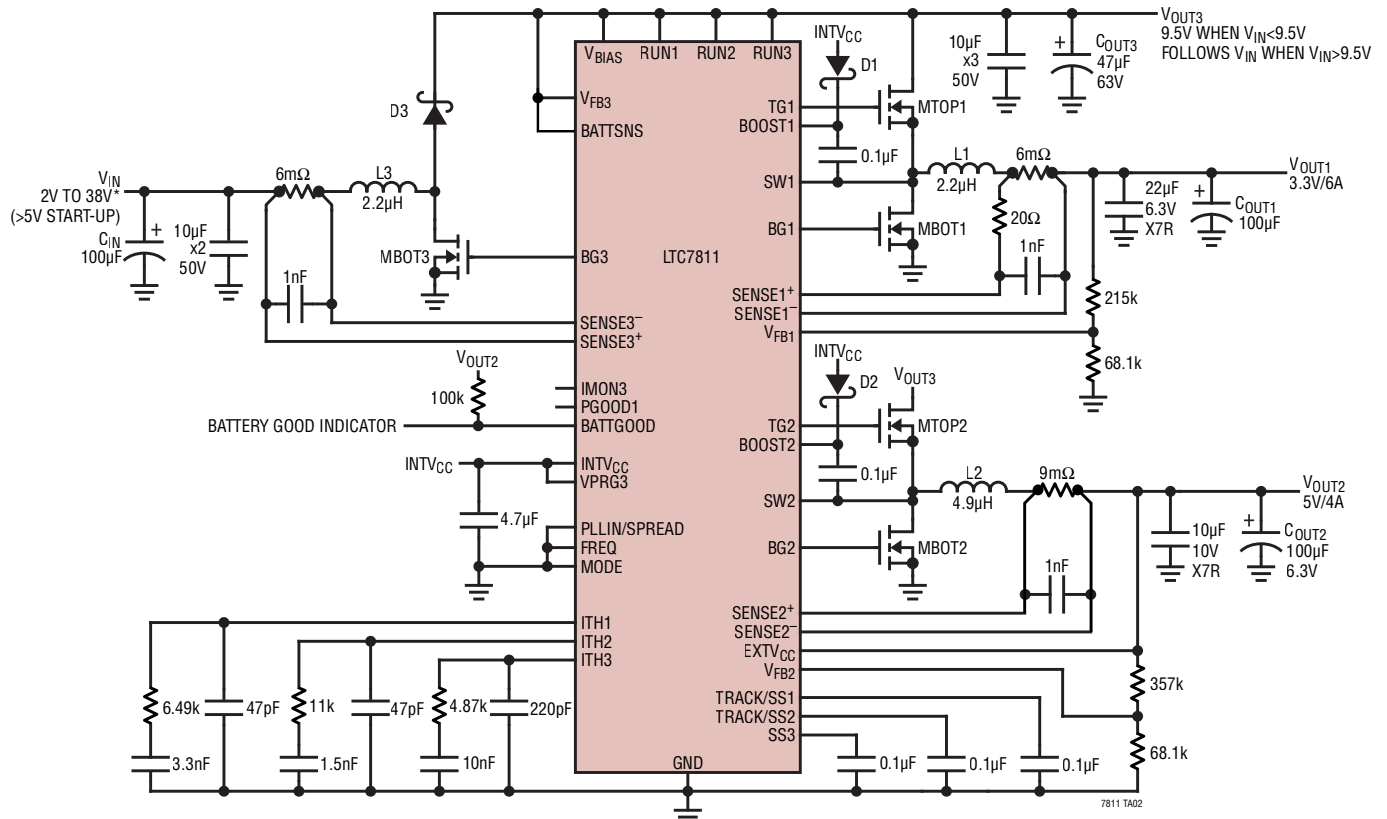 VOUT3
9.5V WHEN VIN<9.5V
FOLLOWS VIN WHEN VIN>9.5V
VBIAS
RUN1
RUN2
RUN3
INTVCC
D1
10µF
x3
50V
+
COUT3
47µF
63V
D3
VFB3
BATTSNS
TG1
BOOST1
MTOP1
0.1µF
VIN
2V TO 38V*
(>5V START-UP)
6mΩ
L3
2.2µH
SW1
L1
2.2µH
6mΩ
VOUT1
3.3V/6A
+
CIN
100µF
10µF
x2
50V
1nF
MBOT3
BG3
LTC7811
BG1
MBOT1
20Ω
1nF
22µF
6.3V
X7R
+
COUT1
100µF
SENSE3–
SENSE3+
SENSE1+
SENSE1–
VFB1
215k
68.1k
VOUT2
100k
IMON3
PGOOD1
BATTERY GOOD INDICATOR
BATTGOOD
INTVCC
D2
VOUT3
TG2
BOOST2
MTOP2
0.1µF
INTVCC
INTVCC
VPRG3
4.7µF
PLLIN/SPREAD
FREQ
MODE
SW2
L2
4.9µH
9mΩ
VOUT2
5V/4A
BG2
MBOT2
1nF
10µF
10V
X7R
+
COUT2
100µF
6.3V
SENSE2+
SENSE2–
EXTVCC
VFB2
357k
68.1k
ITH1
ITH2
ITH3
TRACK/SS1
TRACK/SS2
SS3
6.49k
47pF
11k
47pF
4.87k
220pF
3.3nF
1.5nF
10nF
GND
0.1µF
0.1µF
0.1µF
7811 TA02